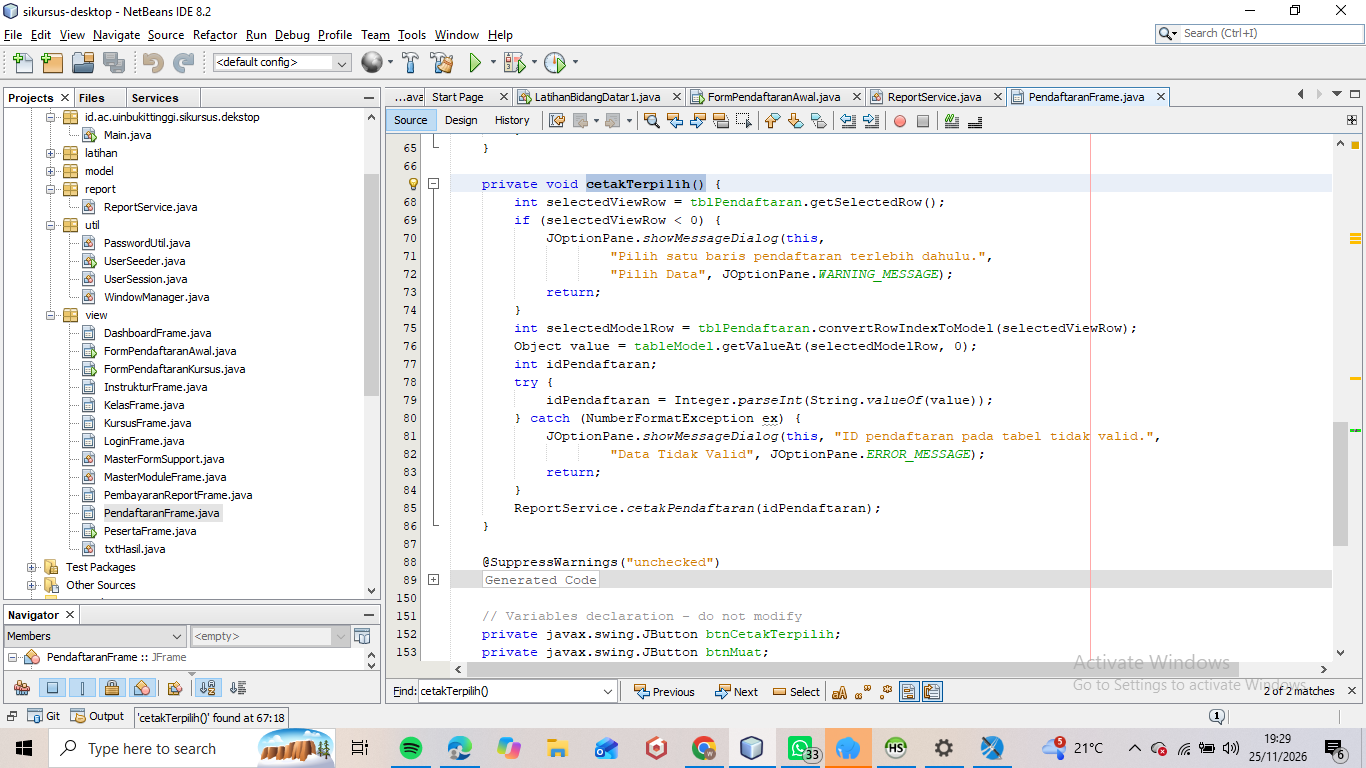 sikursus-desktop - NetBeans IDE 8.2
File Edit View Navigate Source Refactor Run Debug Profile Team Tools Window Help
Search (Ctrl+I)
<default config>
Projects Files Services
id.ac.uinbukittinggi.sikursus.dekstop
Main.java
latihan
model
report
ReportService.java
util
PasswordUtil.java
UserSeeder.java
UserSession.java
WindowManager.java
view
DashboardFrame.java
FormPendaftaranAwal.java
FormPendaftaranKursus.java
InstrukturFrame.java
KelasFrame.java
KursusFrame.java
LoginFrame.java
MasterFormSupport.java
MasterModuleFrame.java
PembayaranReportFrame.java
PendaftaranFrame.java
PesertaFrame.java
txtHasil.java
Test Packages
Other Sources
Navigator
Members <empty>
PendaftaranFrame :: JFrame
...ava Start Page LatihanBidangDatar1.java FormPendaftaranAwal.java ReportService.java PendaftaranFrame.java
Source Design History
65 }
66
private void cetakTerpilih() {
68 int selectedViewRow = tblPendaftaran.getSelectedRow();
69 if (selectedViewRow < 0) {
70 JOptionPane.showMessageDialog(this,
71 "Pilih satu baris pendaftaran terlebih dahulu.",
72 "Pilih Data", JOptionPane.WARNING_MESSAGE);
73 return;
74 }
75 int selectedModelRow = tblPendaftaran.convertRowIndexToModel(selectedViewRow);
76 Object value = tableModel.getValueAt(selectedModelRow, 0);
77 int idPendaftaran;
78 try {
79 idPendaftaran = Integer.parseInt(String.valueOf(value));
80 } catch (NumberFormatException ex) {
81 JOptionPane.showMessageDialog(this, "ID pendaftaran pada tabel tidak valid.",
82 "Data Tidak Valid", JOptionPane.ERROR_MESSAGE);
83 return;
84 }
85 ReportService.cetakPendaftaran(idPendaftaran);
86 }
87
88 @SuppressWarnings("unchecked")
89 Generated Code
150
151 // Variables declaration - do not modify
152 private javax.swing.JButton btnCetakTerpilih;
153 private javax.swing.JButton btnMuat;
Activate Windows
Go to Settings to activate Windows.
Find: cetakTerpilih() Previous Next Select 2 of 2 matches
Git Output 'cetakTerpilih()' found at 67:18
1
Type here to search
33
HS
5
21°C
19:29
25/11/2026
6